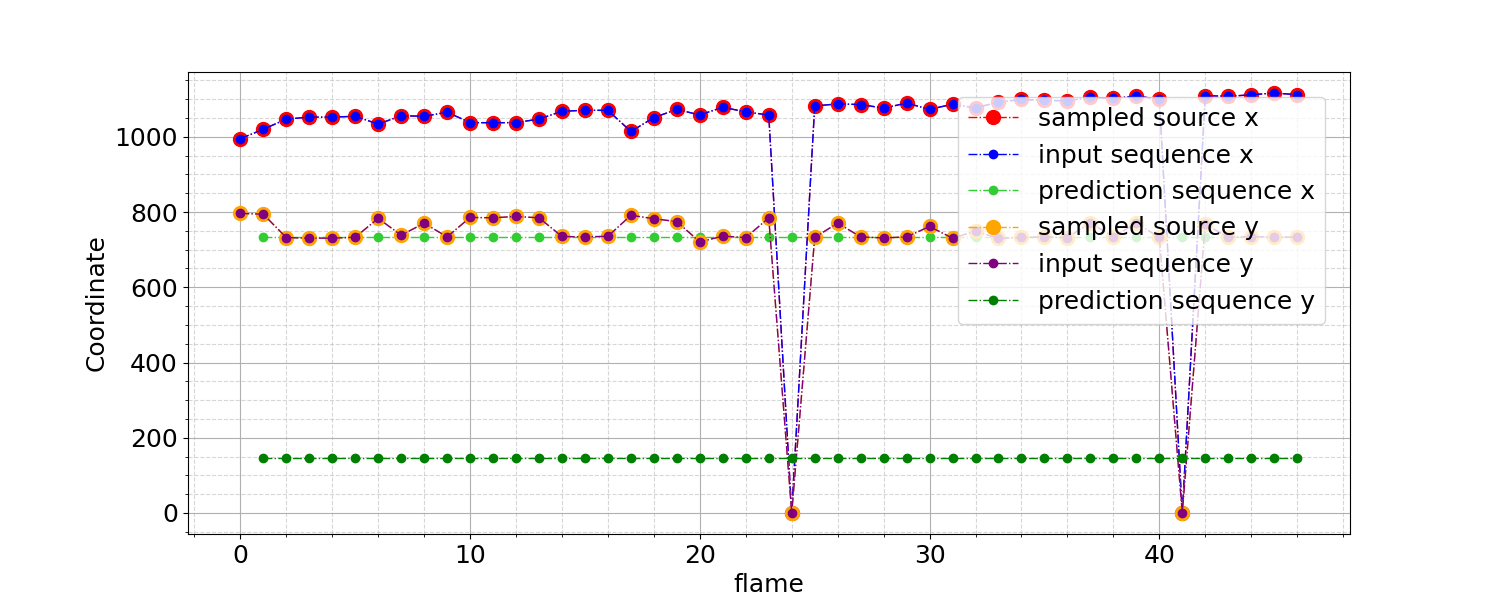 1000
800
600
400
200
0
Coordinate
0 10 20 30 40
flame
sampled source x
input sequence x
prediction sequence x
sampled source y
input sequence y
prediction sequence y